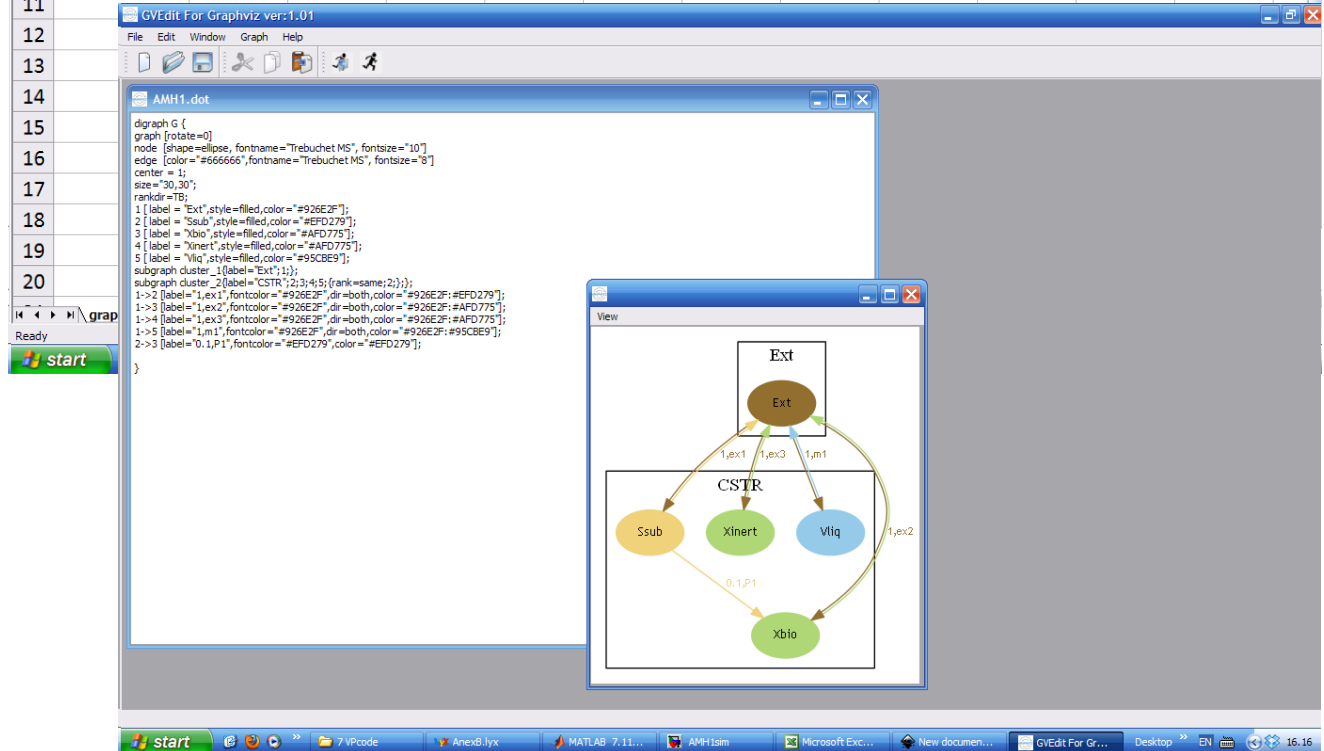 11
12
13
14
15
16
17
18
19
20
grap
Ready
start
GVEdit For Graphviz ver:1.01
File Edit Window Graph Help
AMH1.dot
digraph G {
graph [rotate=0]
node [shape=ellipse, fontname="Trebuchet MS", fontsize="10"]
edge [color="#666666",fontname="Trebuchet MS", fontsize="8"]
center = 1;
size="30,30";
rankdir=TB;
1 [ label = "Ext",style=filled,color="#926E2F"];
2 [ label = "Ssub",style=filled,color="#EFD279"];
3 [ label = "Xbio",style=filled,color="#AFD775"];
4 [ label = "Xinert",style=filled,color="#AFD775"];
5 [ label = "Vliq",style=filled,color="#95CBE9"];
subgraph cluster_1{label="Ext";1;};
subgraph cluster_2{label="CSTR";2;3;4;5;{rank=same;2;};};
1->2 [label="1,ex1",fontcolor="#926E2F",dir=both,color="#926E2F:#EFD279"];
1->3 [label="1,ex2",fontcolor="#926E2F",dir=both,color="#926E2F:#AFD775"];
1->4 [label="1,ex3",fontcolor="#926E2F",dir=both,color="#926E2F:#AFD775"];
1->5 [label="1,m1",fontcolor="#926E2F",dir=both,color="#926E2F:#95CBE9"];
2->3 [label="0.1,P1",fontcolor="#EFD279",color="#EFD279"];
}
View
Ext
Ext
1,ex1 1,ex3 1,m1
CSTR
Ssub Xinert Vliq
1,ex2
0.1,P1
Xbio
start 7 VPcode AnexB.lyx MATLAB 7.11... AMH1sim Microsoft Exc... New documen... GVEdit For Gr... Desktop » EN 16.16